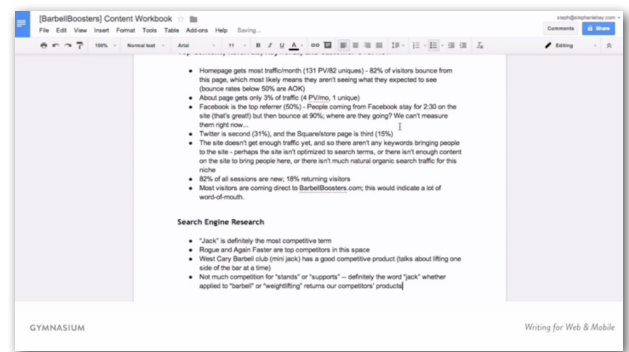 [BarbellBoosters] Content Workbook
steph@stephaniehay.com
File Edit View Insert Format Tools Table Add-ons Help Saving...
Comments Share
100% Normal text Arial 11 B I U A Editing
Homepage gets most traffic/month (131 PV/82 uniques) - 82% of visitors bounce from
this page, which most likely means they aren't seeing what they expected to see
(bounce rates below 50% are AOK)
About page gets only 3% of traffic (4 PV/mo, 1 unique)
Facebook is the top referrer (50%) - People coming from Facebook stay for 2:30 on the
site (that's great!) but then bounce at 90%; where are they going? We can't measure
them right now...
Twitter is second (31%), and the Square/store page is third (15%)
The site doesn't get enough traffic yet, and so there aren't any keywords bringing people
to the site - perhaps the site isn't optimized to search terms, or there isn't enough content
on the site to bring people here, or there isn't much natural organic search traffic for this
niche
82% of all sessions are new; 18% returning visitors
Most visitors are coming direct to BarbellBoosters.com; this would indicate a lot of
word-of-mouth.
Search Engine Research
"Jack" is definitely the most competitive term
Rogue and Again Faster are top competitors in this space
West Cary Barbell club (mini jack) has a good competitive product (talks about lifting one
side of the bar at a time)
Not much competition for "stands" or "supports" -- definitely the word "jack" whether
applied to "barbell" or "weightlifting" returns our competitors' products
GYMNASIUM
Writing for Web & Mobile